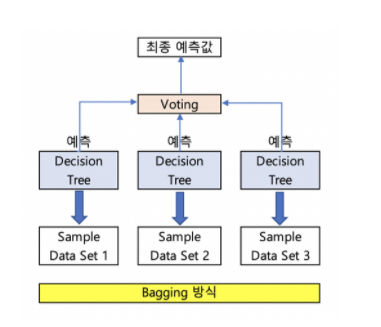 최종 예측값
Voting
예측 예측 예측
Decision Tree
Decision Tree
Decision Tree
Sample Data Set 1
Sample Data Set 2
Sample Data Set 3
Bagging 방식